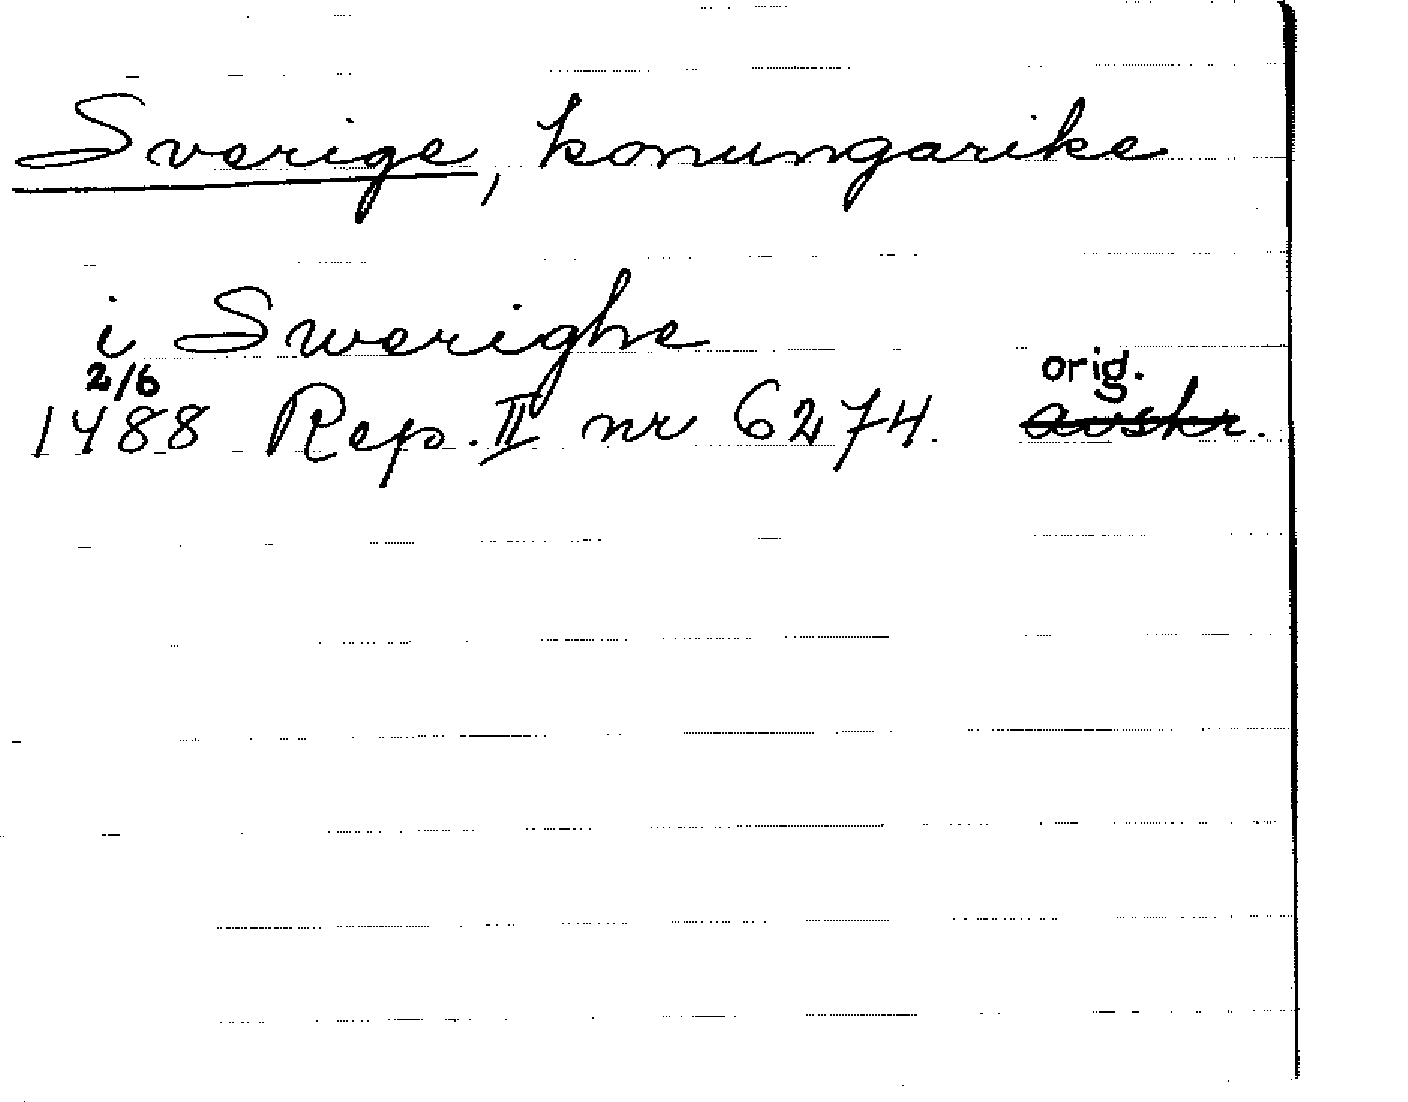 Sverige, konungarike
i Swerighe
2/6 orig.
1488 Rep. II nr 6274. avskr.